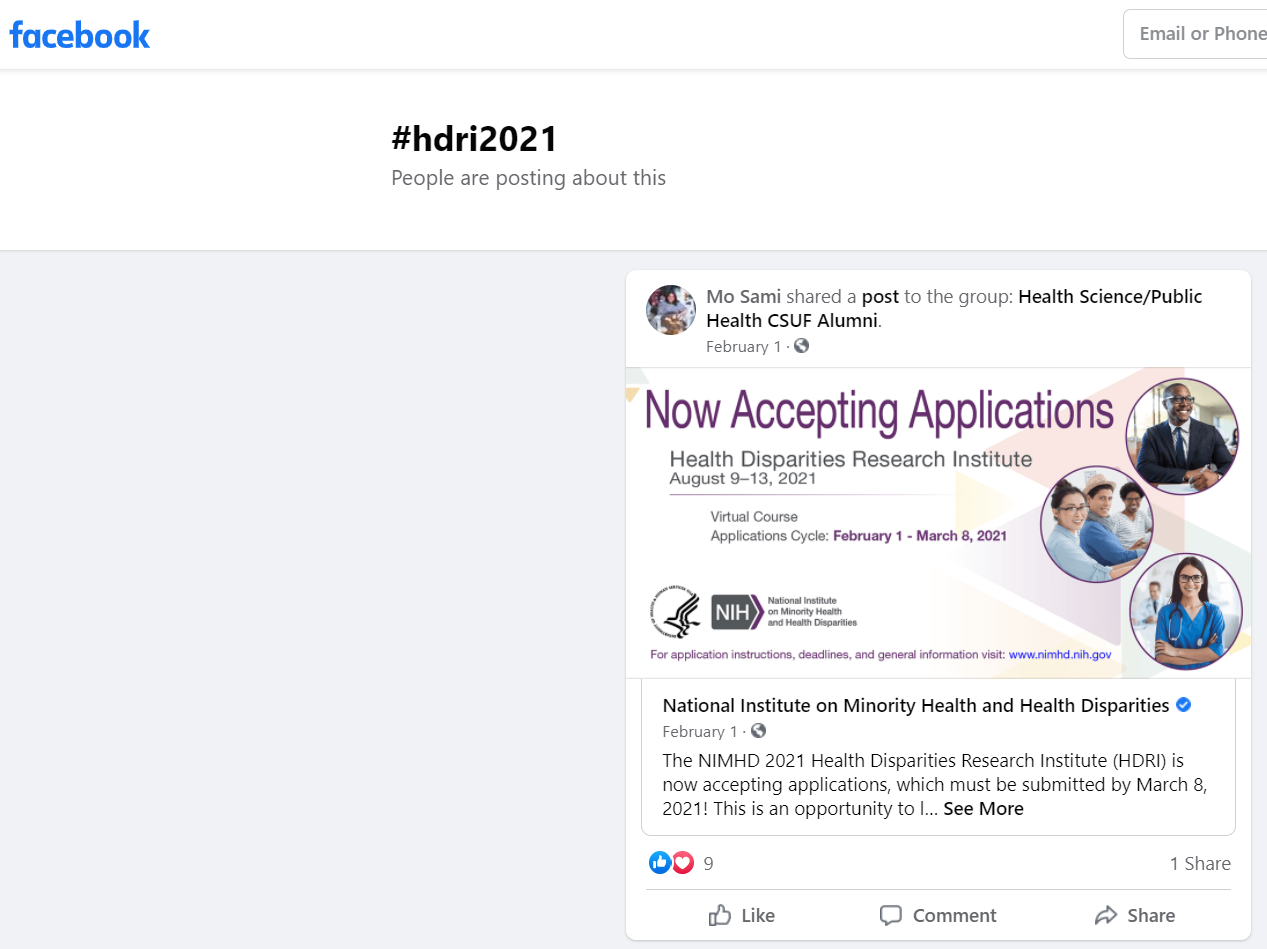 facebook
Email or Phone
#hdri2021
People are posting about this
Mo Sami shared a post to the group: Health Science/Public
Health CSUF Alumni.
February 1 ·
Now Accepting Applications
Health Disparities Research Institute
August 9–13, 2021
Virtual Course
Applications Cycle: February 1 - March 8, 2021
NIH
National Institute
on Minority Health
and Health Disparities
For application instructions, deadlines, and general information visit: www.nimhd.nih.gov
National Institute on Minority Health and Health Disparities
February 1 ·
The NIMHD 2021 Health Disparities Research Institute (HDRI) is
now accepting applications, which must be submitted by March 8,
2021! This is an opportunity to l... See More
9
1 Share
Like
Comment
Share